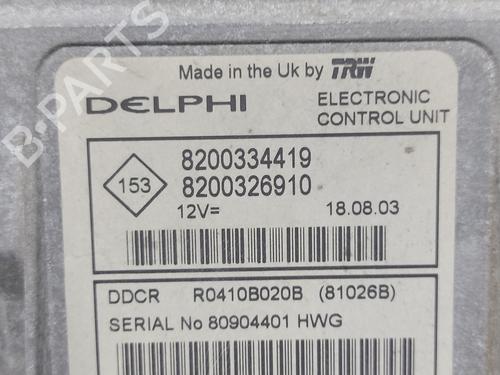 Made in the Uk by TRW
DELPHI ELECTRONIC
CONTROL UNIT
153
8200334419
8200326910
12V= 18.08.03
DDCR R0410B020B (81026B)
SERIAL No 80904401 HWG
B-PARTS